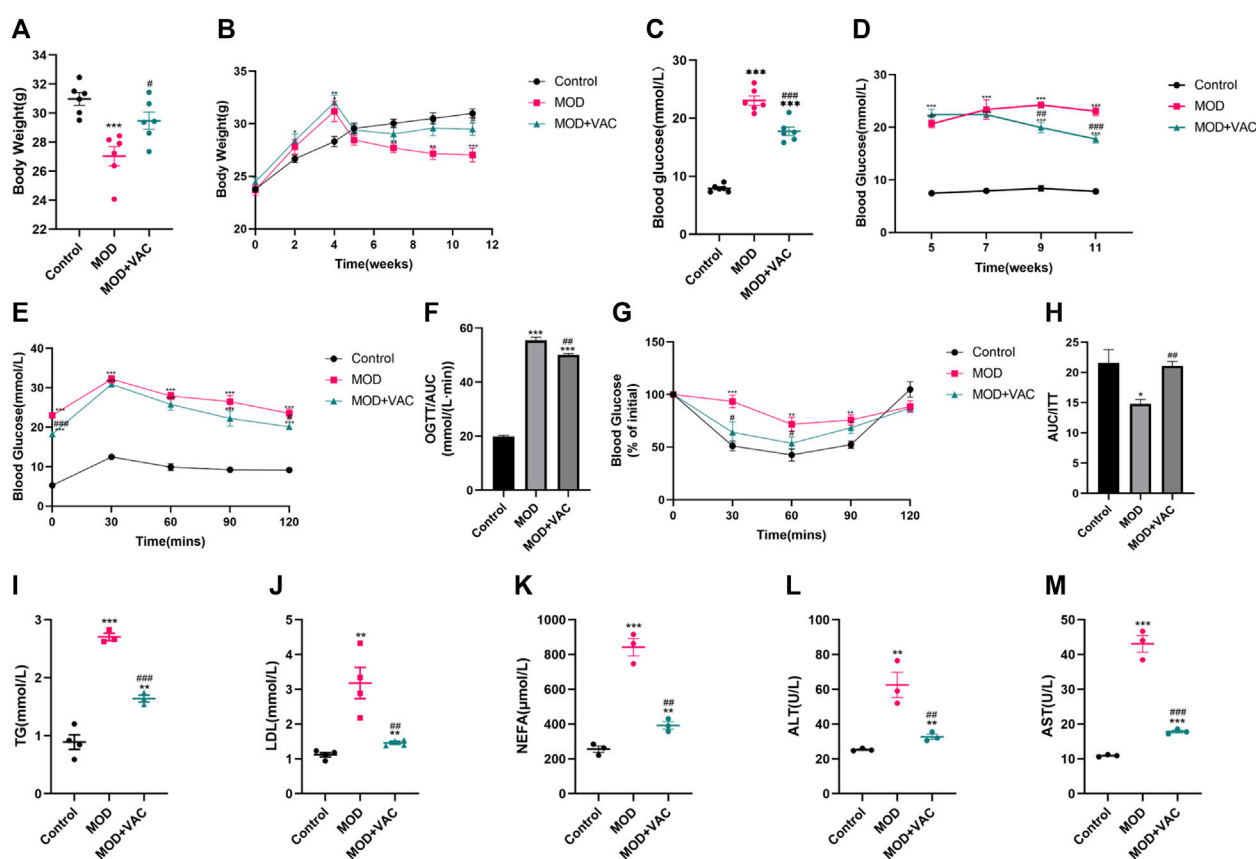 A
Body Weight(g)
34
32
30
28
26
24
22
***
#
Control
MOD
MOD+VAC
B
Body Weight(g)
35
30
25
20
*
**
*
**
**
***
#
0
2
4
6
8
10
12
Time(weeks)
Control
MOD
MOD+VAC
C
Blood glucose(mmol/L)
30
20
10
0
***
###
***
Control
MOD
MOD+VAC
D
Blood Glucose(mmol/L)
30
20
10
0
***
***
***
##
***
***
###
***
5
7
9
11
Time(weeks)
Control
MOD
MOD+VAC
E
Blood Glucose(mmol/L)
40
30
20
10
0
***
###
***
***
***
***
***
***
***
#
***
0
30
60
90
120
Time(mins)
Control
MOD
MOD+VAC
F
OGTT/AUC
(mmol/(L·min)
60
40
20
0
***
##
***
Control
MOD
MOD+VAC
G
Blood Glucose
(% of initial)
150
100
50
0
***
#
**
#
**
0
30
60
90
120
Time(mins)
Control
MOD
MOD+VAC
H
AUC/ITT
25
20
15
10
5
0
*
##
Control
MOD
MOD+VAC
I
TG(mmol/L)
3
2
1
0
***
###
**
Control
MOD
MOD+VAC
J
LDL(mmol/L)
5
4
3
2
1
0
**
##
**
Control
MOD
MOD+VAC
K
NEFA(μmol/L)
1000
800
600
400
200
0
***
##
**
Control
MOD
MOD+VAC
L
ALT(U/L)
100
80
60
40
20
0
**
##
**
Control
MOD
MOD+VAC
M
AST(U/L)
50
40
30
20
10
0
***
###
***
Control
MOD
MOD+VAC